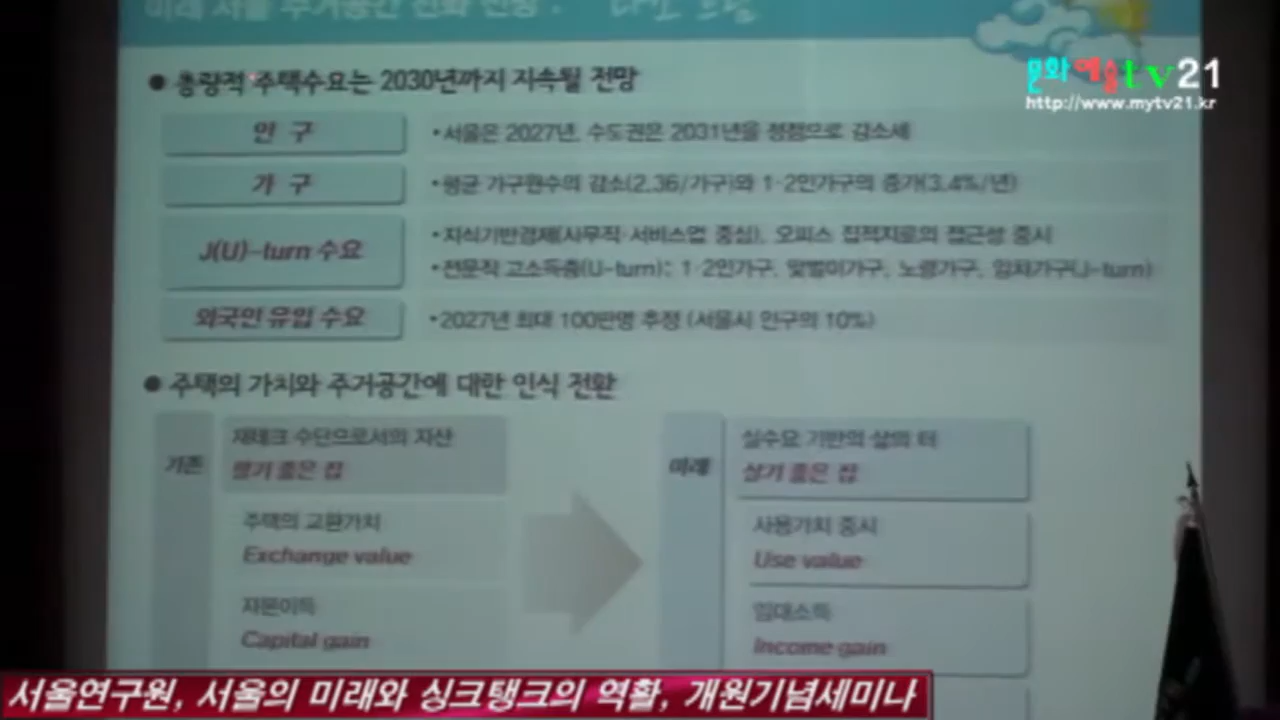 미래 서울 주거공간 진화 전망 :
문화예술tv21
http://www.mytv21.kr
● 총량적 주택수요는 2030년까지 지속될 전망
인 구
•서울은 2027년, 수도권은 2031년을 정점으로 감소세
가 구
•평균 가구원수의 감소(2.36/가구)와 1·2인가구의 증가(3.4%/년)
J(U)-turn 수요
•지식기반경제(사무직·서비스업 중심), 오피스 집적지로의 접근성 중시
•전문직 고소득층(U-turn): 1·2인가구, 맞벌이가구, 노령가구, 임차가구(J-turn)
외국인 유입 수요
•2027년 최대 100만명 추정 (서울시 인구의 10%)
● 주택의 가치와 주거공간에 대한 인식 전환
기존
재테크 수단으로서의 자산
팔기 좋은 집
주택의 교환가치
Exchange value
자본이득
Capital gain
미래
실수요 기반의 삶의 터
살기 좋은 집
사용가치 중시
Use value
임대소득
Income gain
서울연구원, 서울의 미래와 싱크탱크의 역활, 개원기념세미나